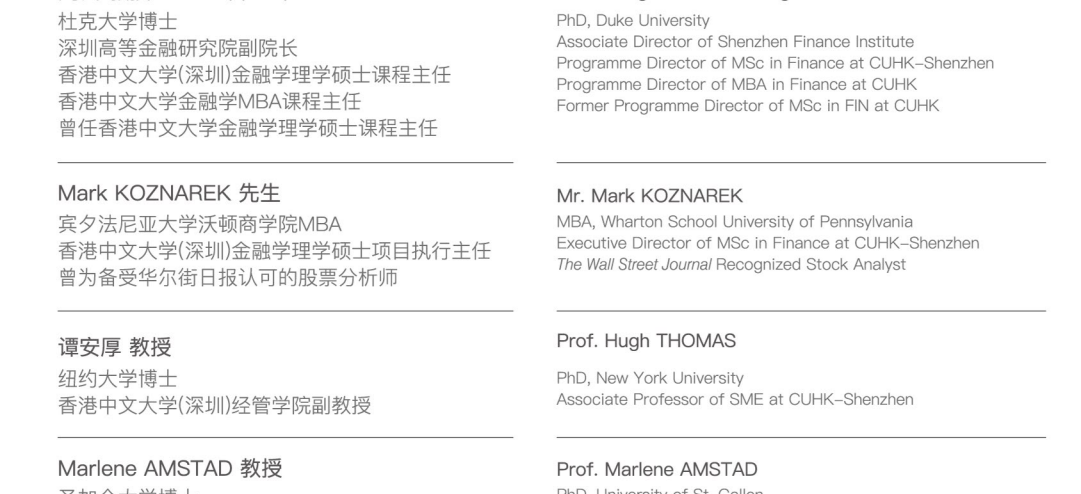 杜克大学博士
深圳高等金融研究院副院长
香港中文大学(深圳)金融学理学硕士课程主任
香港中文大学金融学MBA课程主任
曾任香港中文大学金融学理学硕士课程主任
PhD, Duke University
Associate Director of Shenzhen Finance Institute
Programme Director of MSc in Finance at CUHK–Shenzhen
Programme Director of MBA in Finance at CUHK
Former Programme Director of MSc in FIN at CUHK
Mark KOZNAREK 先生
宾夕法尼亚大学沃顿商学院MBA
香港中文大学(深圳)金融学理学硕士项目执行主任
曾为备受华尔街日报认可的股票分析师
Mr. Mark KOZNAREK
MBA, Wharton School University of Pennsylvania
Executive Director of MSc in Finance at CUHK–Shenzhen
The Wall Street Journal Recognized Stock Analyst
谭安厚 教授
纽约大学博士
香港中文大学(深圳)经管学院副教授
Prof. Hugh THOMAS
PhD, New York University
Associate Professor of SME at CUHK–Shenzhen
Marlene AMSTAD 教授
圣加仑大学博士
Prof. Marlene AMSTAD
PhD, University of St. Gallen